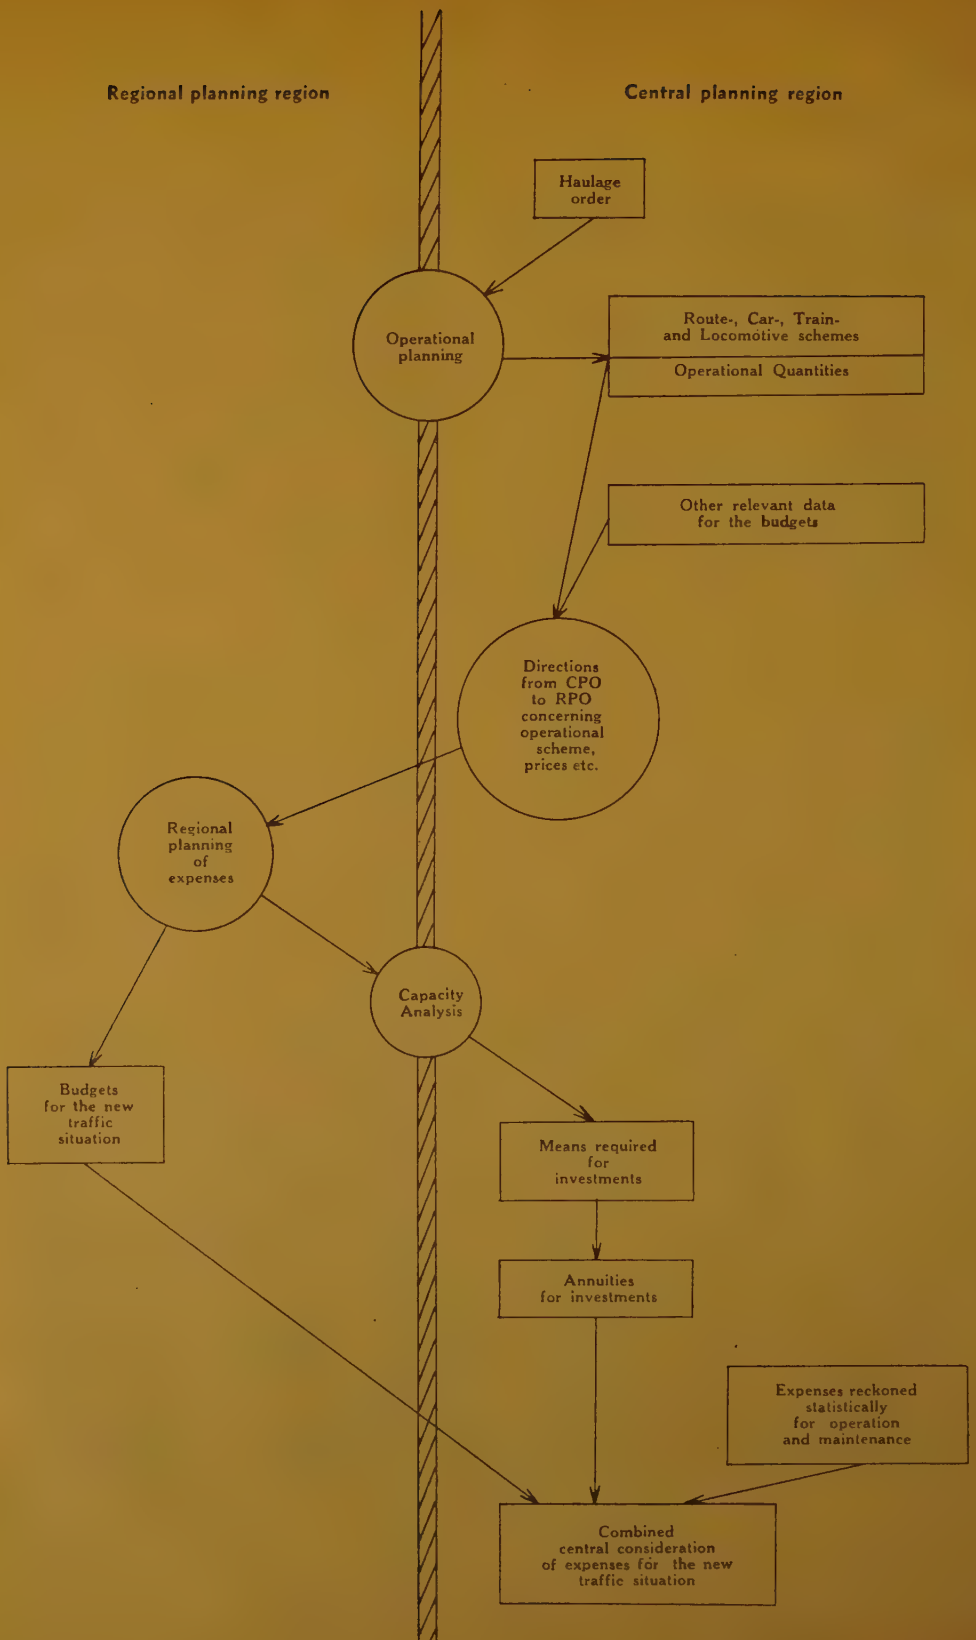 Regional planning region
Central planning region
Haulage
order
Operational
planning
Route-, Car-, Train-
and Locomotive schemes
Operational Quantities
Other relevant data
for the budgets
Directions
from CPO
to RPO
concerning
operational
scheme,
prices etc.
Regional
planning
of
expenses
Capacity
Analysis
Budgets
for the new
traffic
situation
Means required
for
investments
Annuities
for investments
Expenses reckoned
statistically
for operation
and maintenance
Combined
central consideration
of expenses for the new
traffic situation